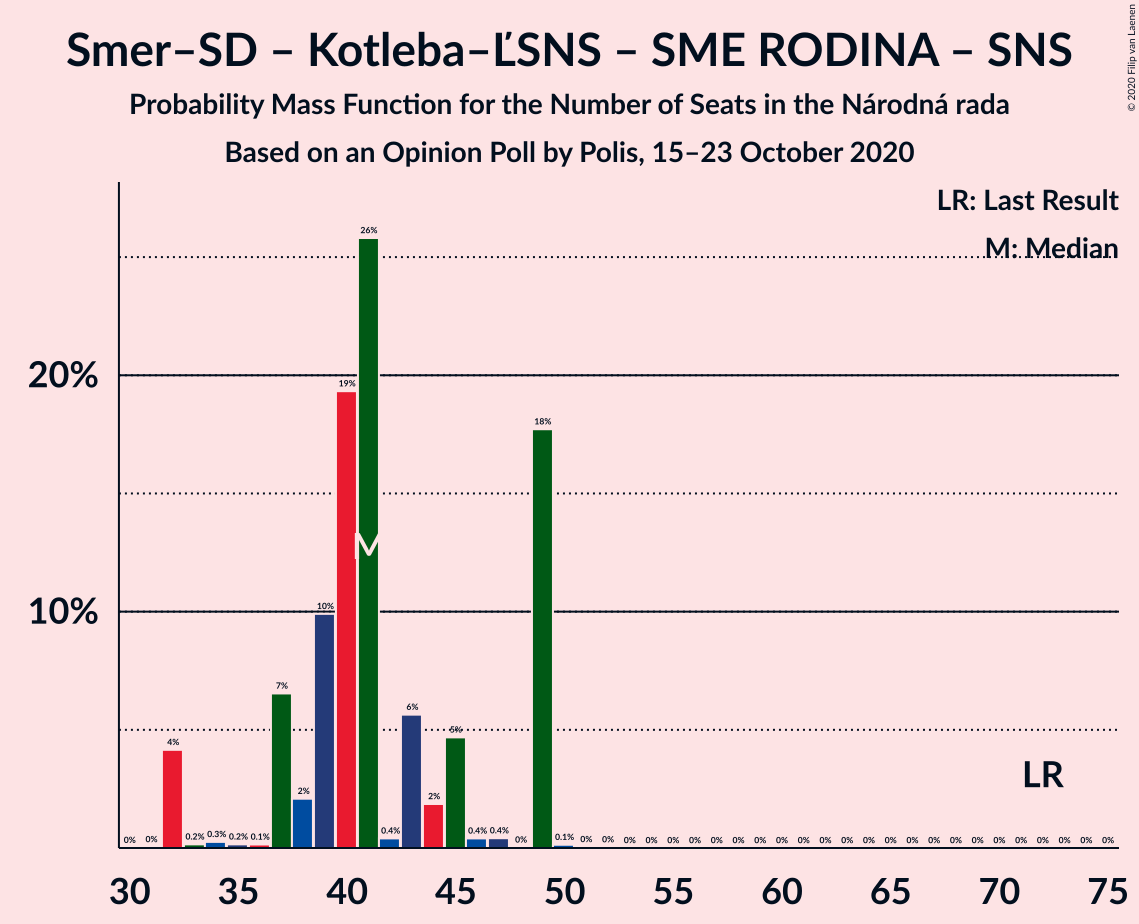 Smer–SD – Kotleba–ĽSNS – SME RODINA – SNS
Probability Mass Function for the Number of Seats in the Národná rada
Based on an Opinion Poll by Polis, 15–23 October 2020
© 2020 Filip van Laenen
LR: Last Result
M: Median
20%
10%
0% 0% 4% 0.2% 0.3% 0.2% 0.1% 7% 2% 10% 19% 26% 0.4% 6% 2% 5% 0.4% 0.4% 0% 18% 0.1% 0% 0% 0% 0% 0% 0% 0% 0% 0% 0% 0% 0% 0% 0% 0% 0% 0% 0% 0% 0% 0% 0% 0% 0% 0%
M
LR
30 35 40 45 50 55 60 65 70 75